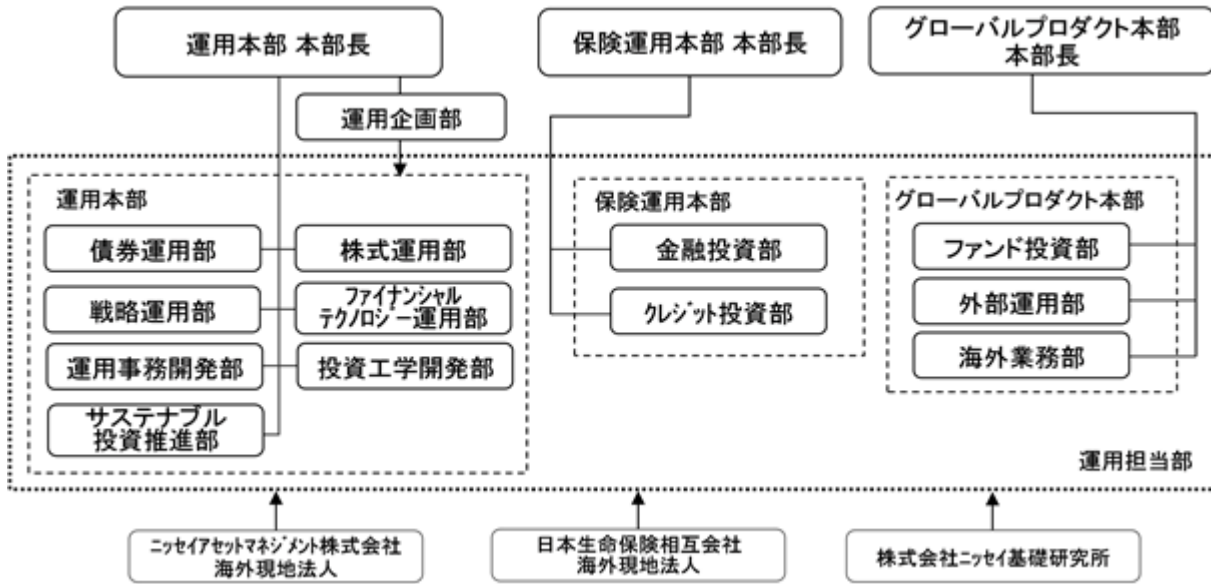 運用本部 本部長
保険運用本部 本部長
グローバルプロダクト本部
本部長
運用企画部
運用本部
債券運用部
株式運用部
戦略運用部
ファイナンシャル
テクノロジー運用部
運用事務開発部
投資工学開発部
サステナブル
投資推進部
保険運用本部
金融投資部
クレジット投資部
グローバルプロダクト本部
ファンド投資部
外部運用部
海外業務部
運用担当部
ニッセイアセットマネジメント株式会社
海外現地法人
日本生命保険相互会社
海外現地法人
株式会社ニッセイ基礎研究所